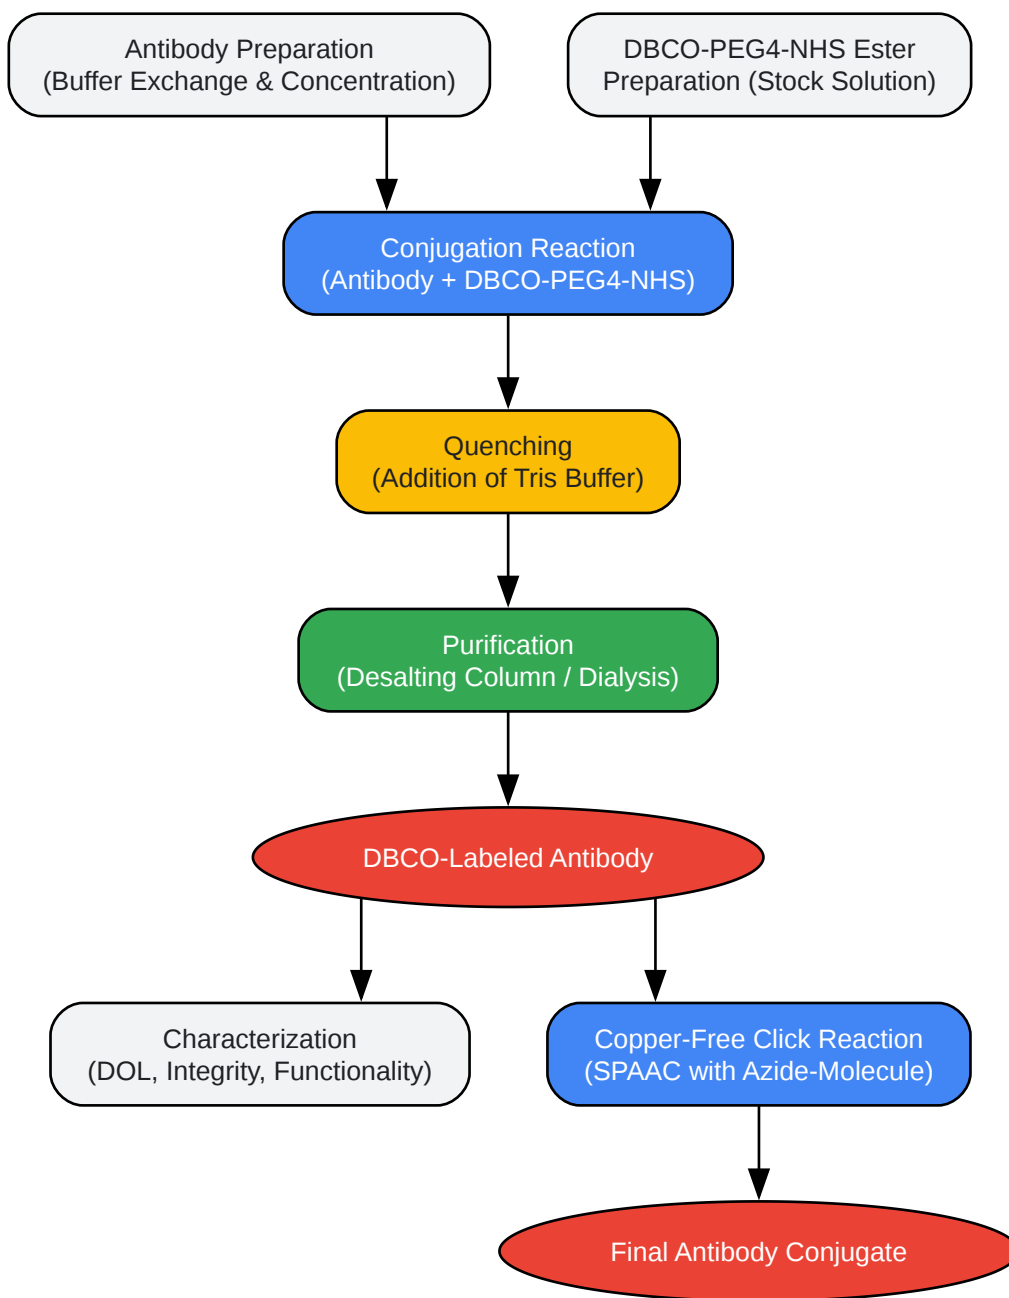 Antibody Preparation
(Buffer Exchange & Concentration)
DBCO-PEG4-NHS Ester
Preparation (Stock Solution)
Conjugation Reaction
(Antibody + DBCO-PEG4-NHS)
Quenching
(Addition of Tris Buffer)
Purification
(Desalting Column / Dialysis)
DBCO-Labeled Antibody
Characterization
(DOL, Integrity, Functionality)
Copper-Free Click Reaction
(SPAAC with Azide-Molecule)
Final Antibody Conjugate